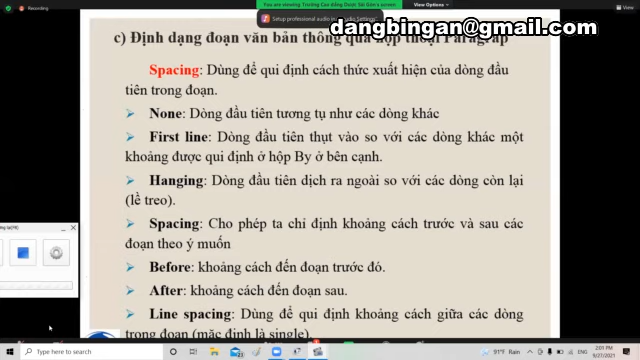 Recording
You are viewing Trường Cao đẳng Dược Sài Gòn's screen
View Options
View
Setup professional audio in "Audio Settings"
dangbingan@gmail.com
c) Định dạng đoạn văn bản thông qua hộp thoại Paragrap
Spacing: Dùng để qui định cách thức xuất hiện của dòng đầu
tiên trong đoạn.
None: Dòng đầu tiên tương tụ như các dòng khác
First line: Dòng đầu tiên thụt vào so với các dòng khác một
khoảng được qui định ở hộp By ở bên cạnh.
Hanging: Dòng đầu tiên dịch ra ngoài so với các dòng còn lại
(lề treo).
Spacing: Cho phép ta chỉ định khoảng cách trước và sau các
đoạn theo ý muốn
Before: khoảng cách đến đoạn trước đó.
After: khoảng cách đến đoạn sau.
Line spacing: Dùng để qui định khoảng cách giữa các dòng
trong đoạn (mặc định là single).
Type here to search
91°F Rain
ENG
2:01 PM
9/27/2021